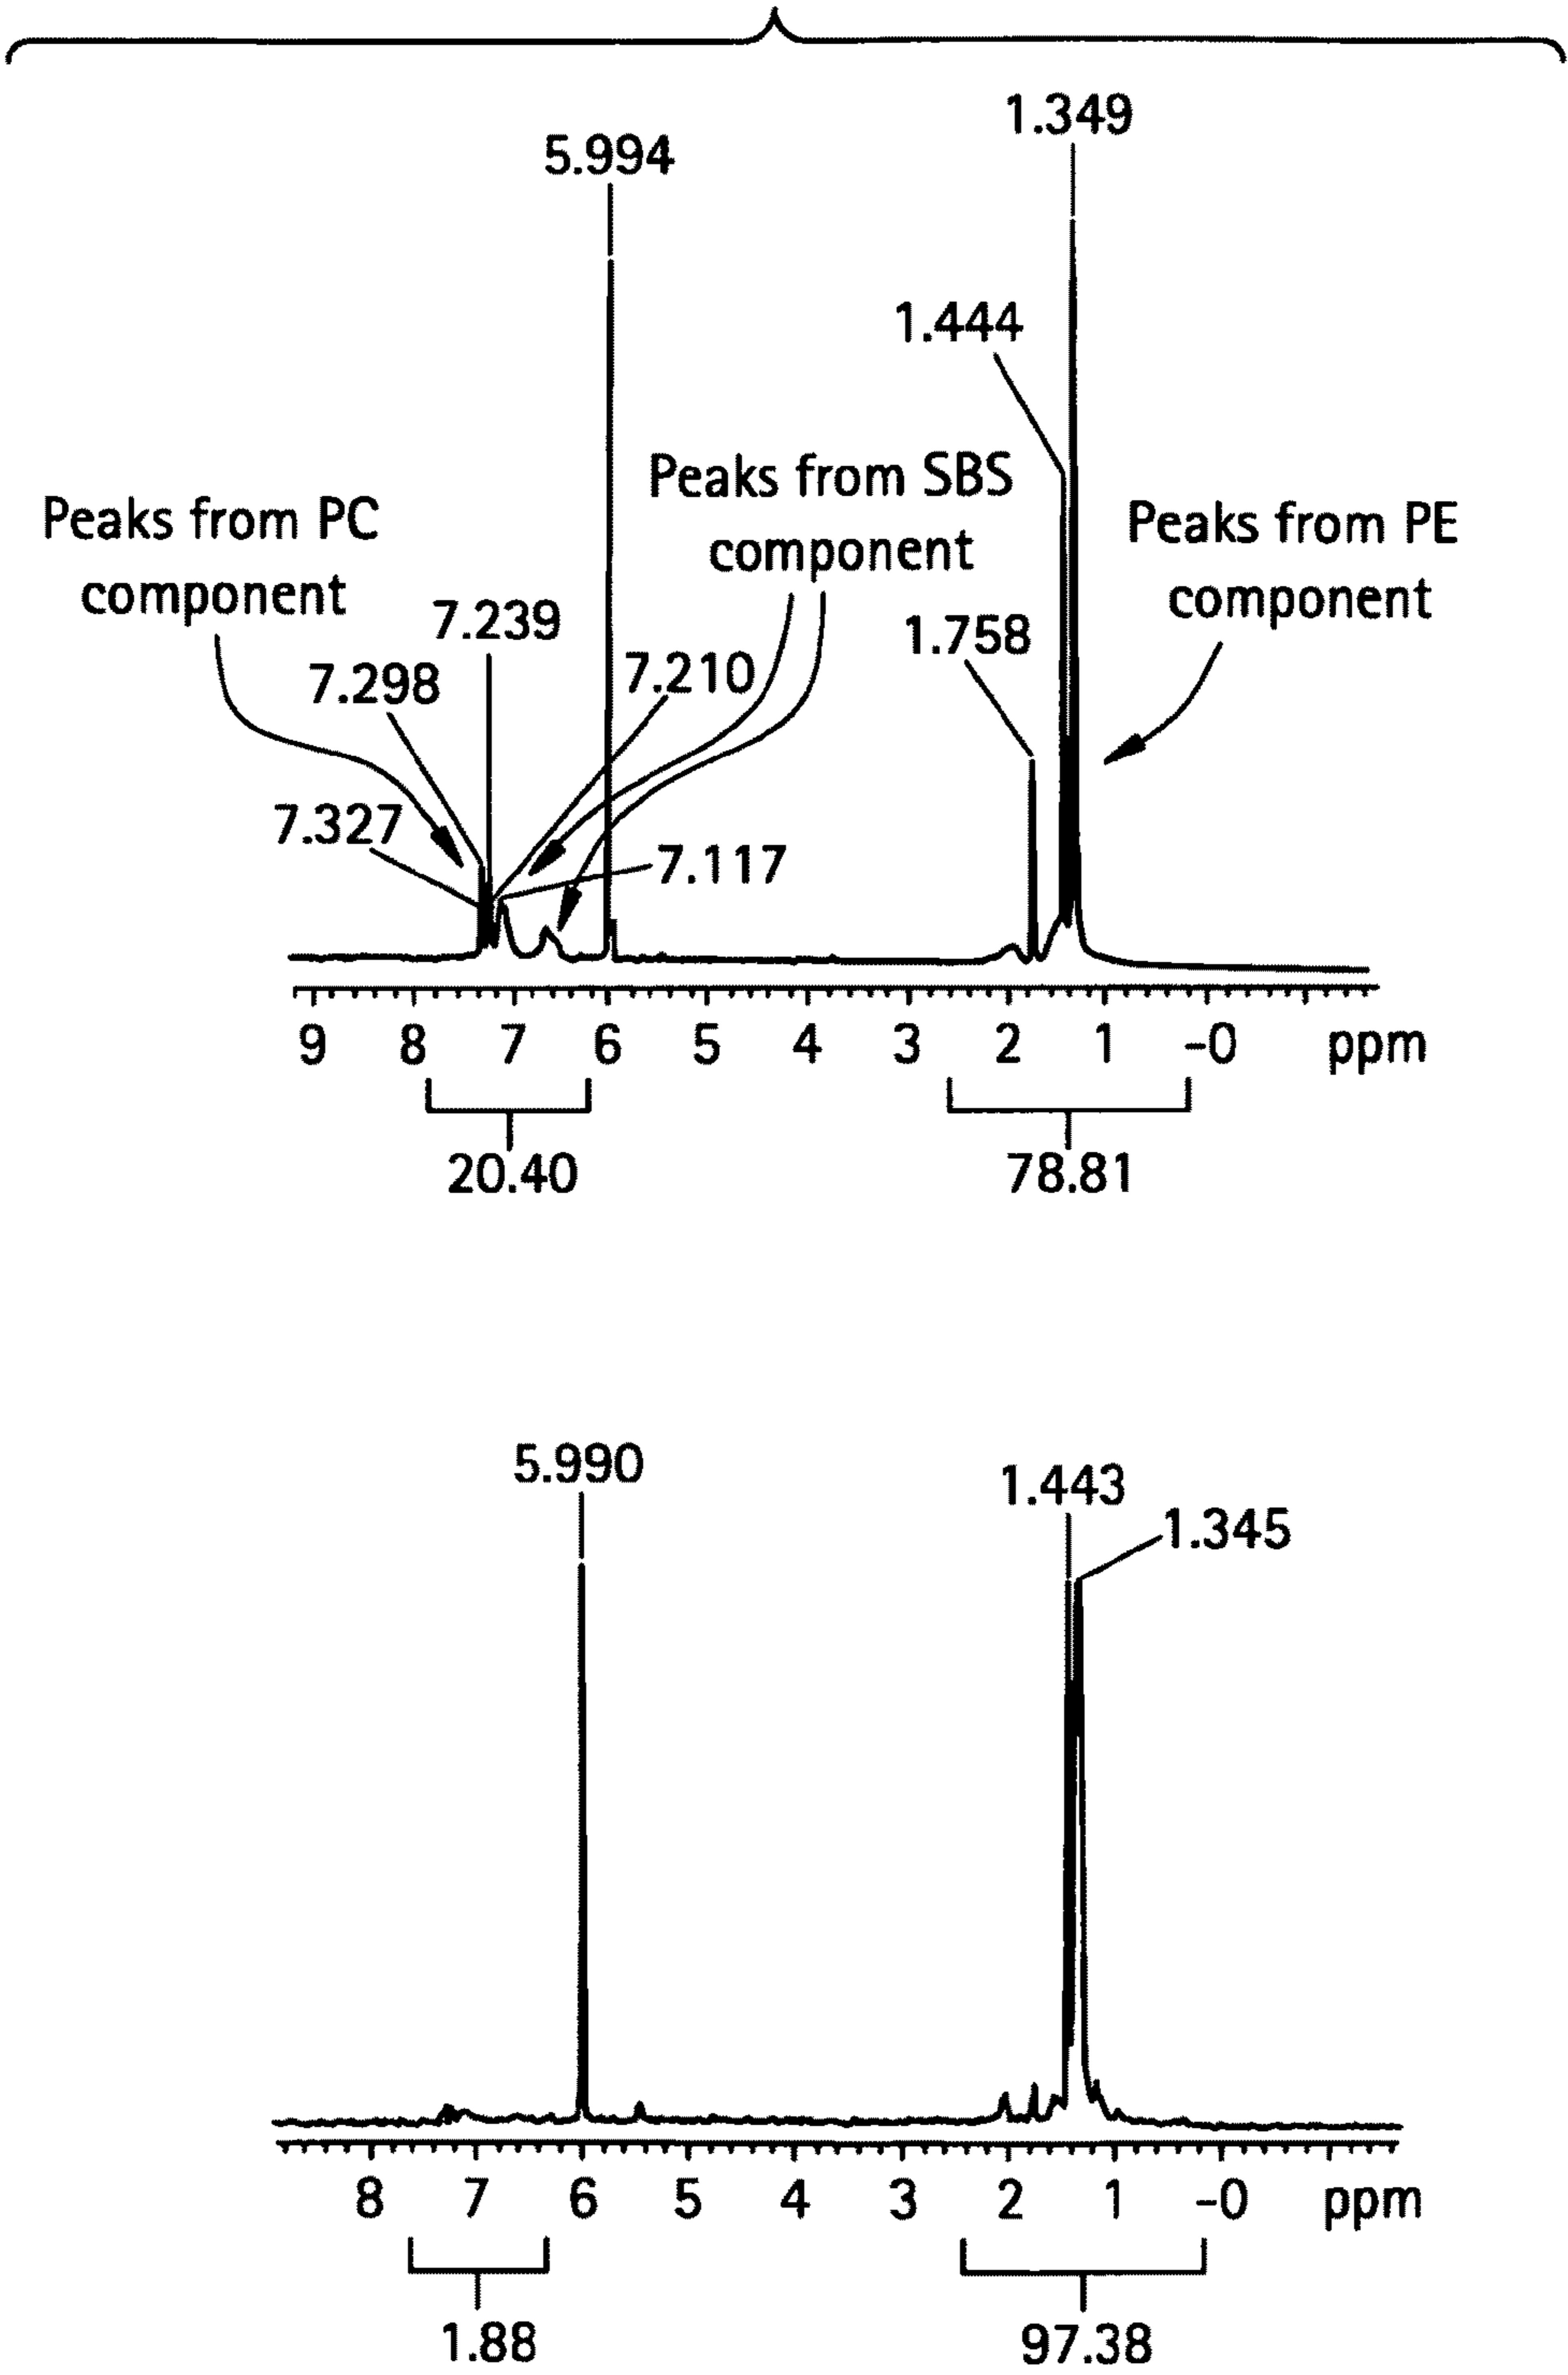 1.349
5.994
1.444
Peaks from SBS
component
Peaks from PC
component
Peaks from PE
component
7.239
1.758
7.298
7.210
7.327
7.117
9 8 7 6 5 4 3 2 1 -0 ppm
20.40 78.81
5.990
1.443
1.345
8 7 6 5 4 3 2 1 -0 ppm
1.88 97.38